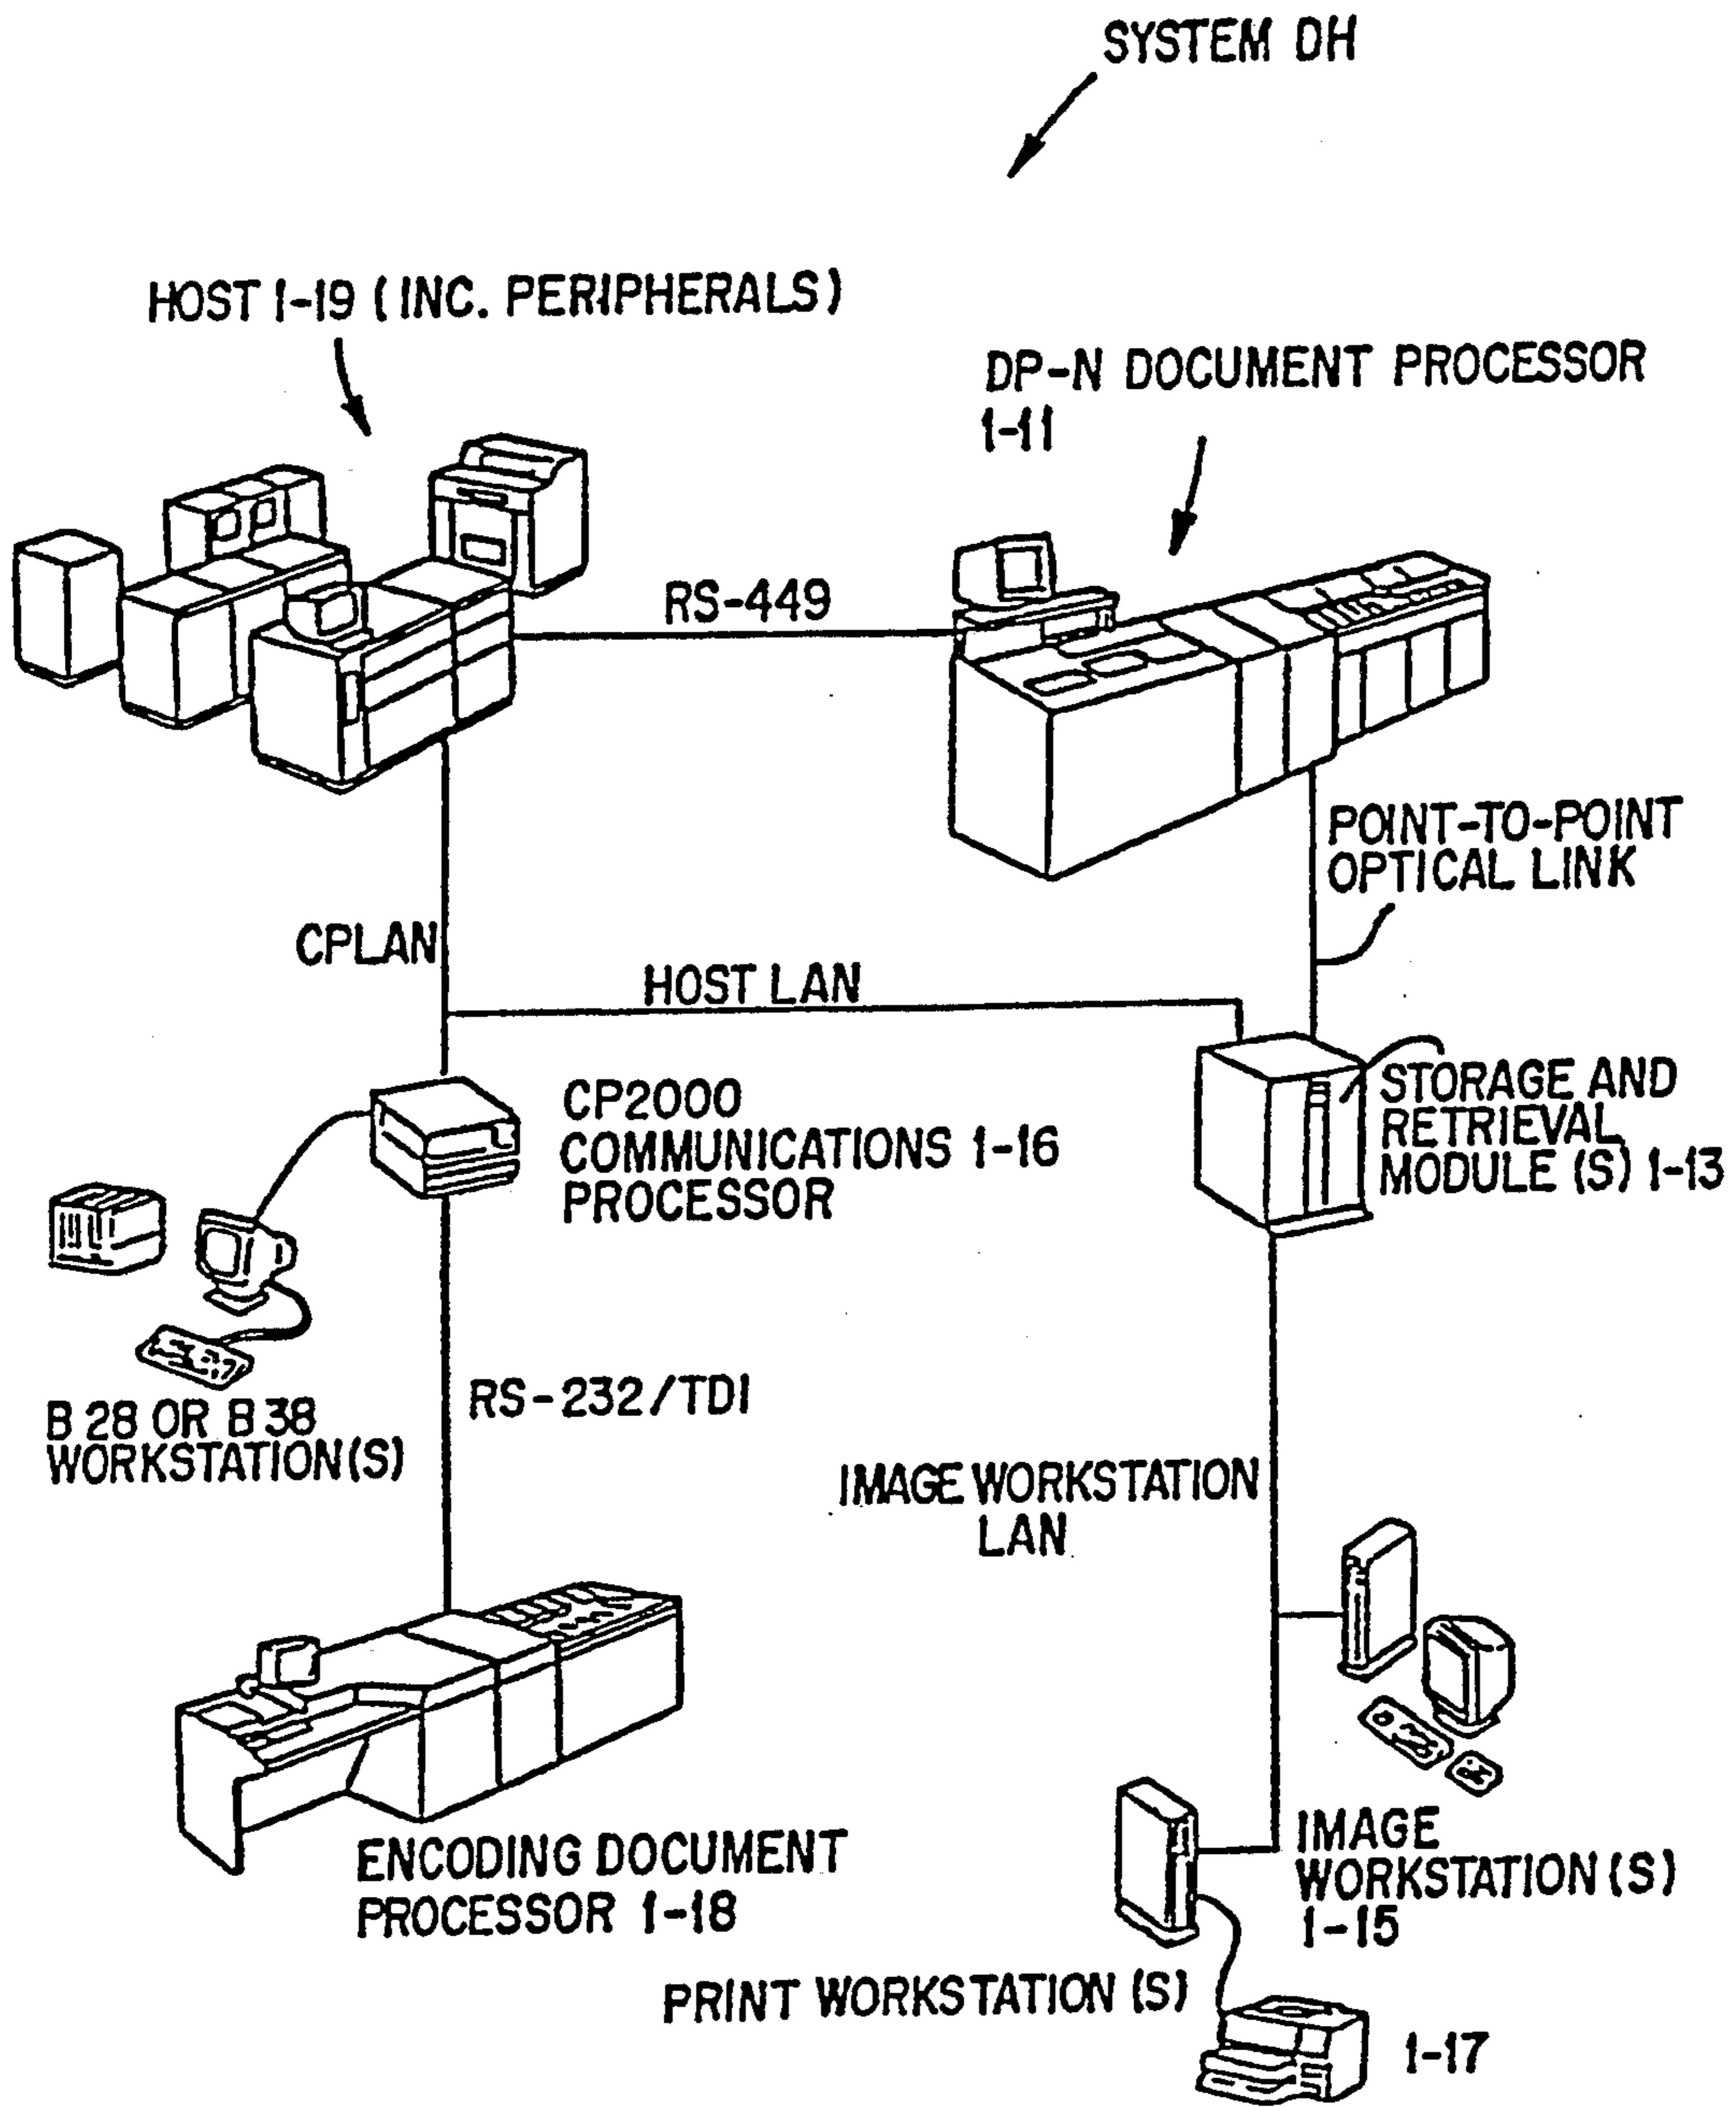 SYSTEM DH
HOST 1-19 (INC. PERIPHERALS)
DP-N DOCUMENT PROCESSOR
1-11
RS-449
POINT-TO-POINT
OPTICAL LINK
CPLAN
HOST LAN
CP2000
COMMUNICATIONS 1-16
PROCESSOR
STORAGE AND
RETRIEVAL
MODULE (S) 1-13
B 28 OR B 38
WORKSTATION(S)
RS-232/TDI
IMAGE WORKSTATION
LAN
ENCODING DOCUMENT
PROCESSOR 1-18
IMAGE
WORKSTATION (S)
1-15
PRINT WORKSTATION (S)
1-17